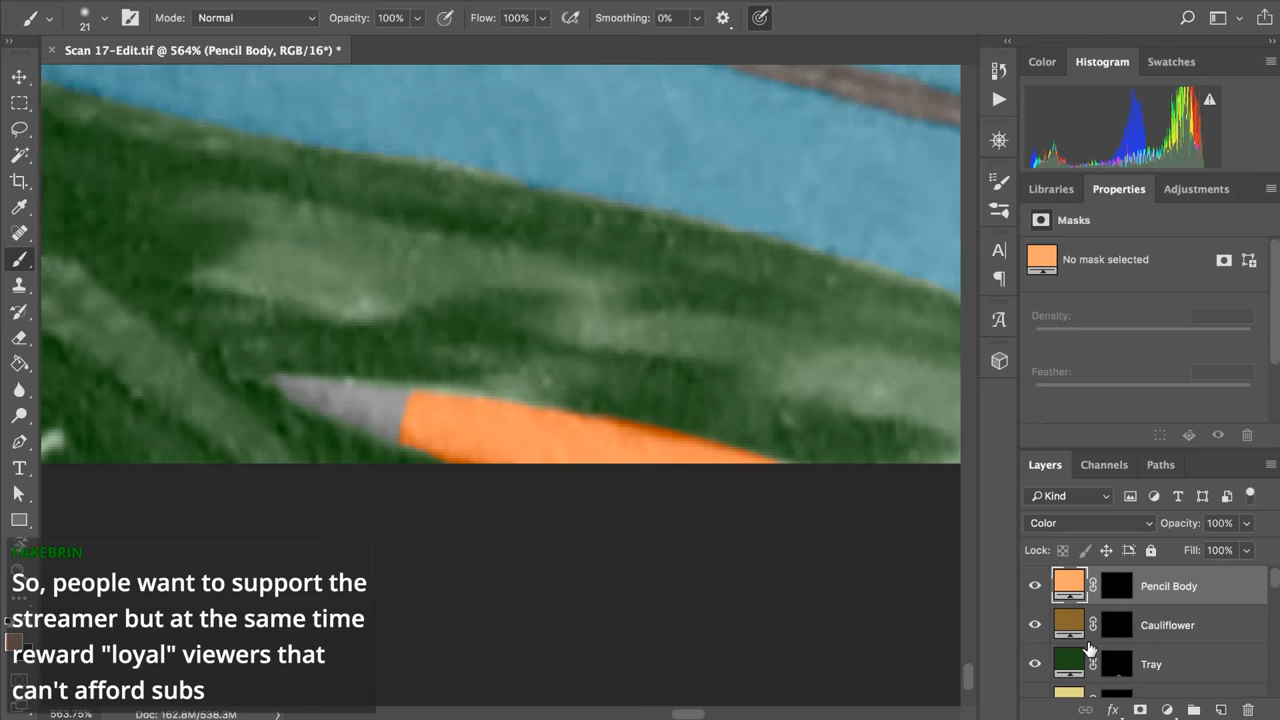 21
Mode: Normal
Opacity: 100%
Flow: 100%
Smoothing: 0%
Scan 17-Edit.tif @ 564% (Pencil Body, RGB/16*) *
Color
Histogram
Swatches
Libraries
Properties
Adjustments
Masks
No mask selected
Density:
Feather:
Layers
Channels
Paths
Kind
Color
Opacity: 100%
Lock:
Fill: 100%
Pencil Body
Cauliflower
Tray
So, people want to support the
streamer but at the same time
reward "loyal" viewers that
can't afford subs
563.75%
Doc: 162.8M/538.3M